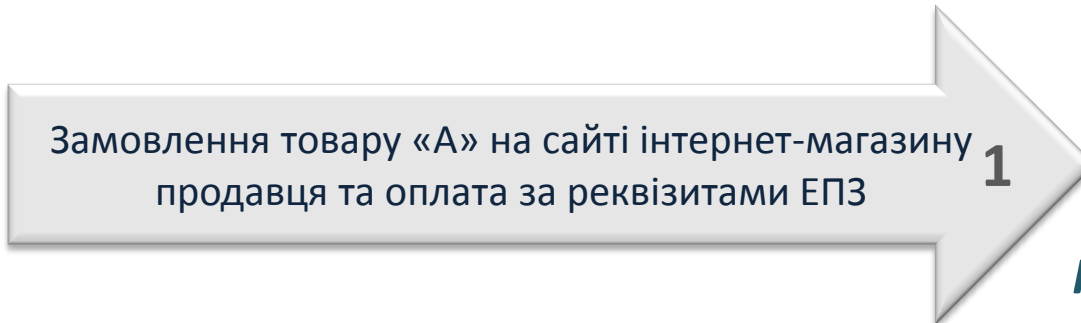 Замовлення товару «А» на сайті інтернет-магазину
продавця та оплата за реквізитами ЕПЗ
1